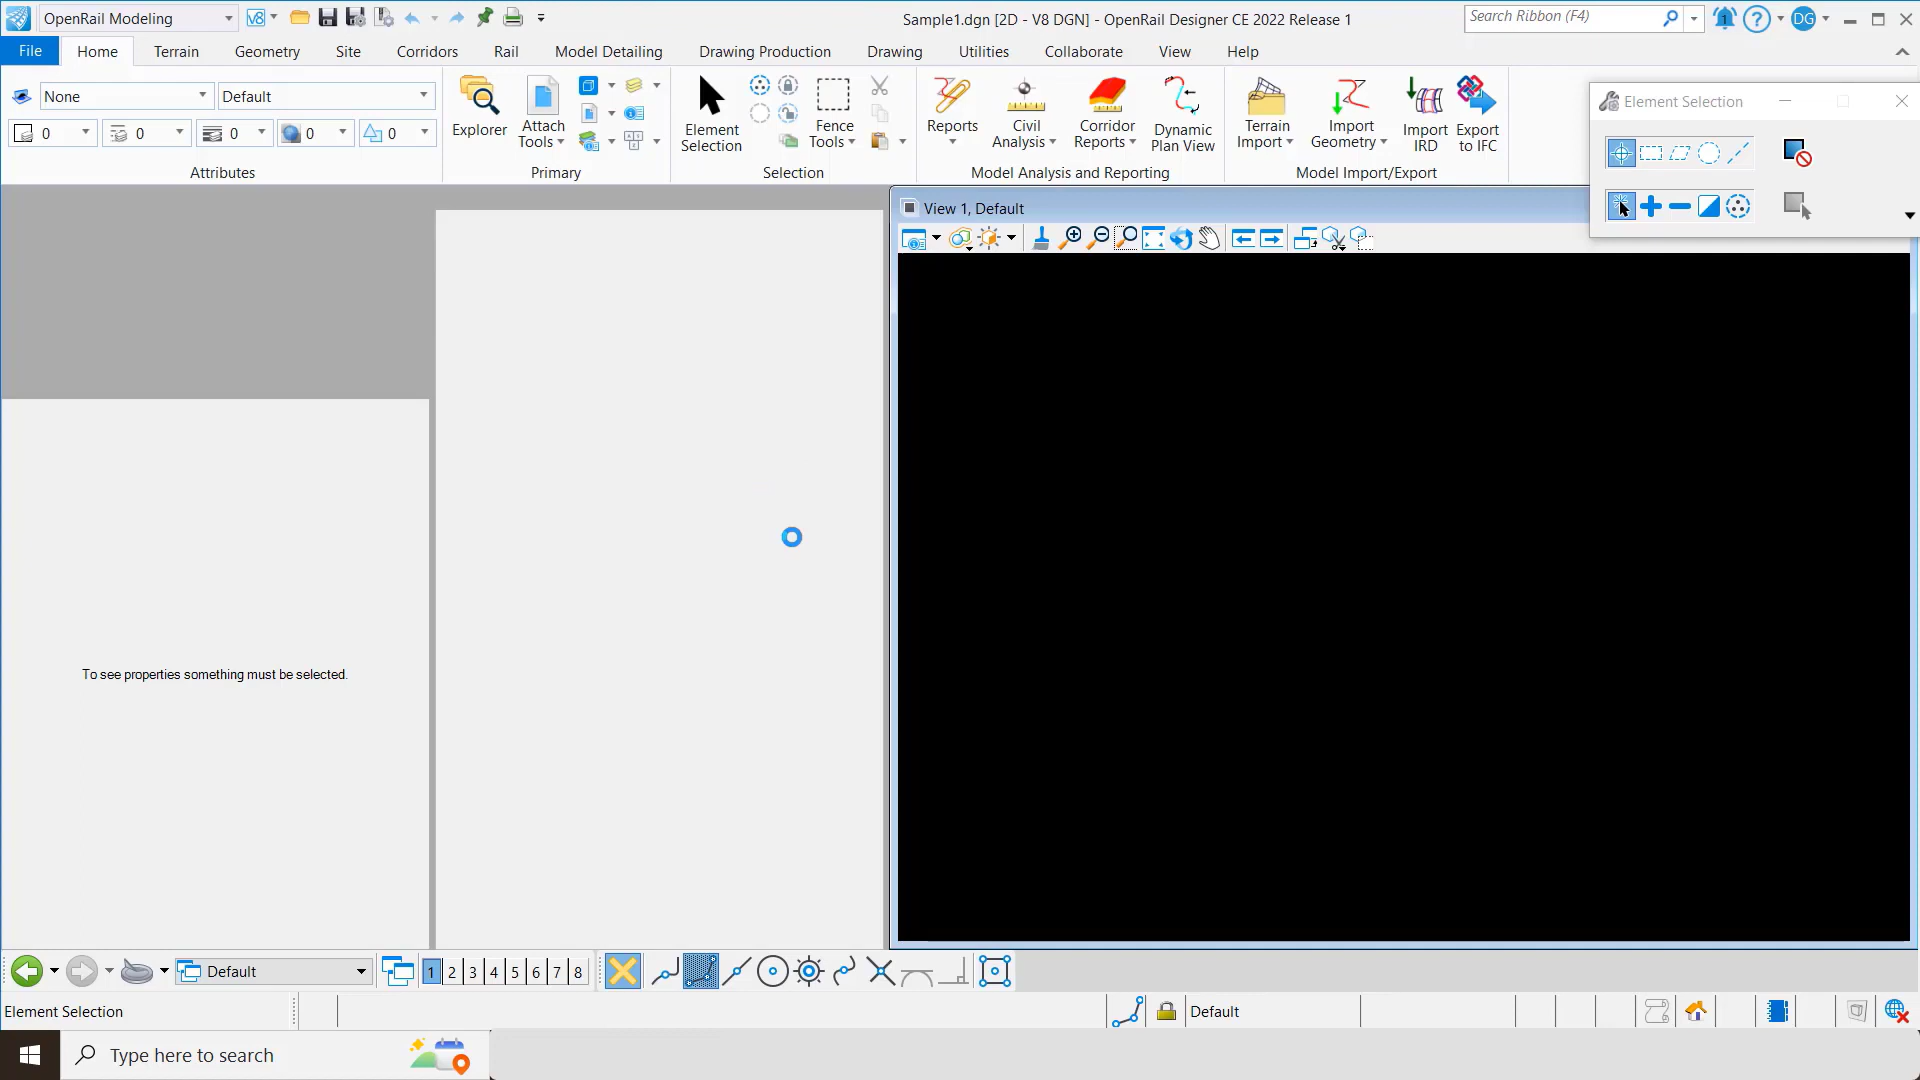 OpenRail Modeling
V8
Sample1.dgn [2D - V8 DGN] - OpenRail Designer CE 2022 Release 1
Search Ribbon (F4)
DG
File
Home
Terrain
Geometry
Site
Corridors
Rail
Model Detailing
Drawing Production
Drawing
Utilities
Collaborate
View
Help
None
Default
0
0
0
0
0
Attributes
Explorer
Attach
Tools
Primary
Element
Selection
Fence
Tools
Selection
Reports
Civil
Analysis
Corridor
Reports
Dynamic
Plan View
Model Analysis and Reporting
Terrain
Import
Import
Geometry
Import
IRD
Export
to IFC
Model Import/Export
Element Selection
View 1, Default
To see properties something must be selected.
Default
1 2 3 4 5 6 7 8
Element Selection
Default
Type here to search